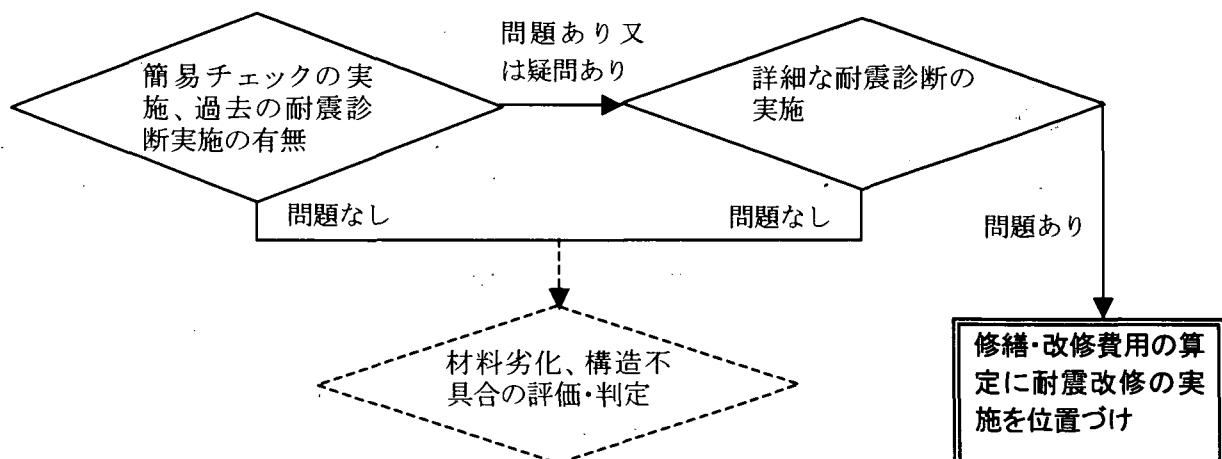 簡易チェックの実
施、過去の耐震診
断実施の有無
問題あり又
は疑問あり
詳細な耐震診断の
実施
問題なし
問題なし
問題あり
材料劣化、構造不
具合の評価・判定
修繕・改修費用の算
定に耐震改修の実
施を位置づけ